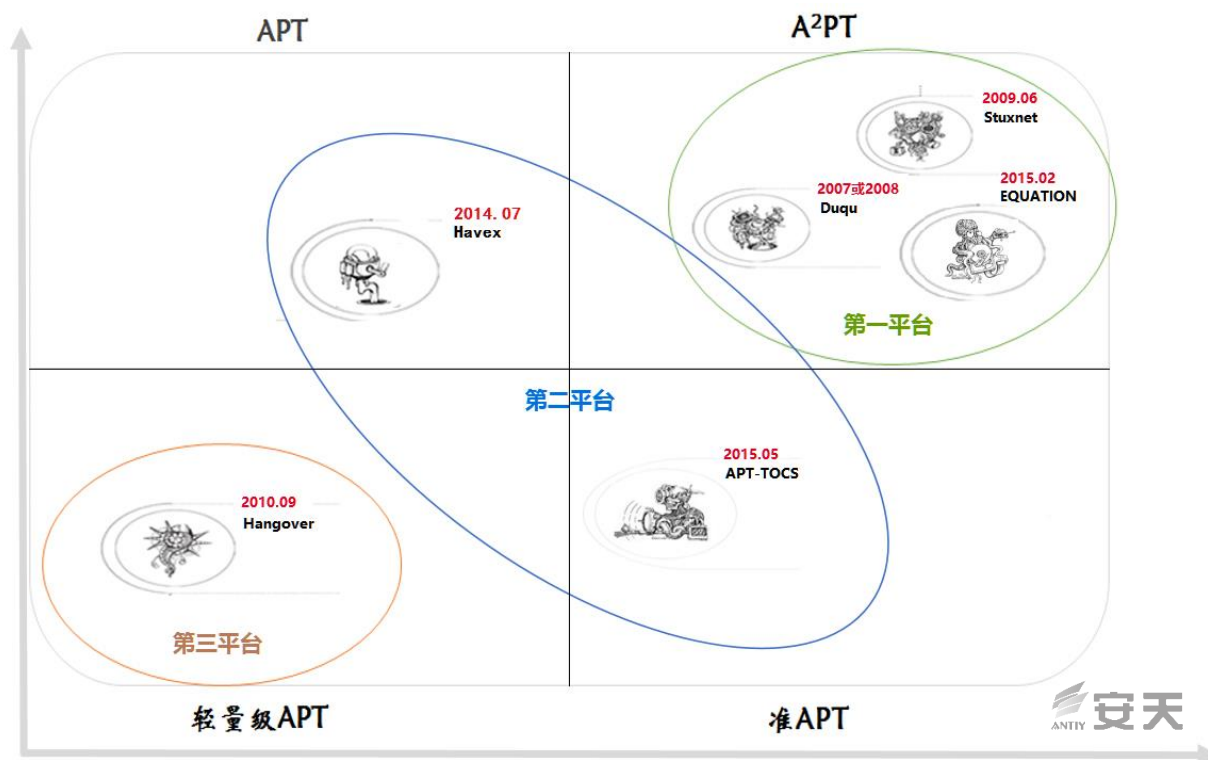 APT
A²PT
2009.06
Stuxnet
2015.02
EQUATION
2007或2008
Duqu
2014. 07
Havex
第一平台
第二平台
2015.05
APT-TOCS
2010.09
Hangover
第三平台
轻量级APT
准APT
ANTIY 安天